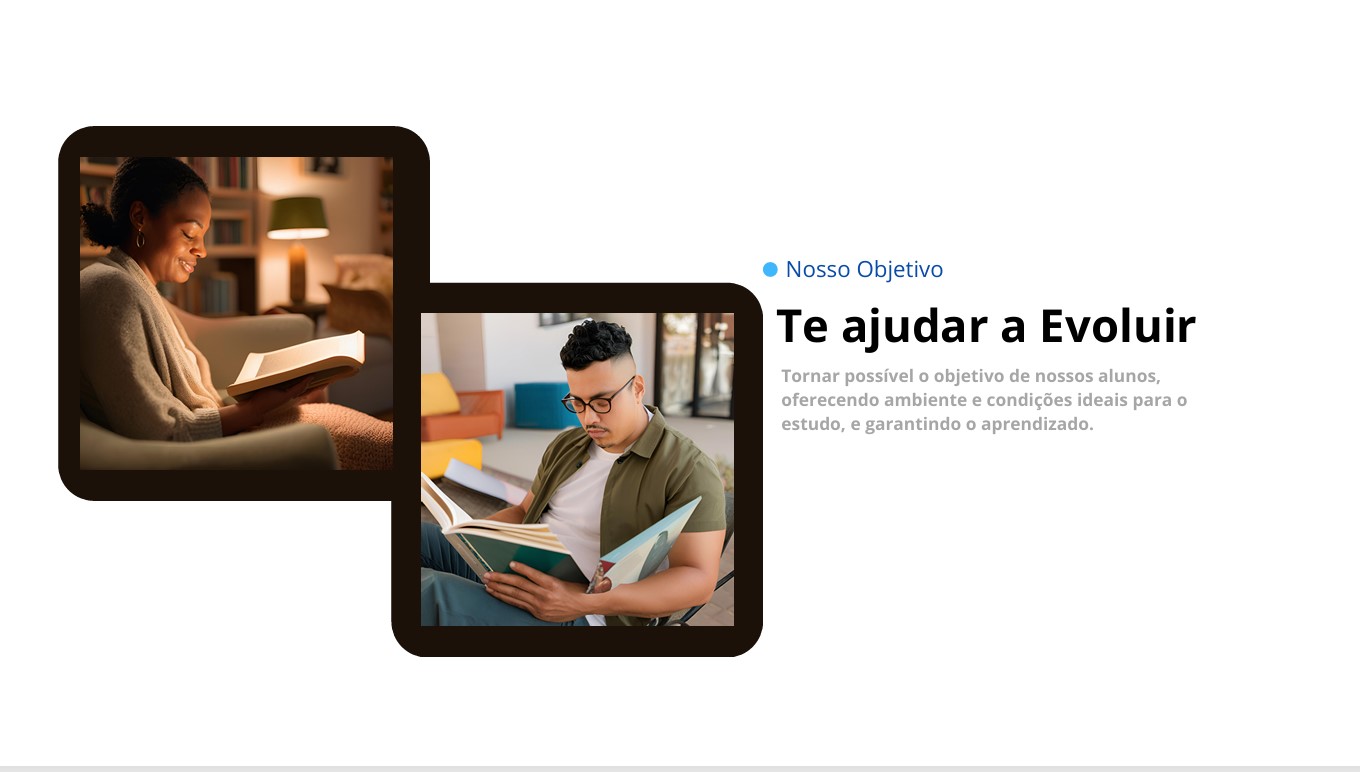 Nosso Objetivo
Te ajudar a Evoluir
Tornar possível o objetivo de nossos alunos,
oferecendo ambiente e condições ideais para o
estudo, e garantindo o aprendizado.